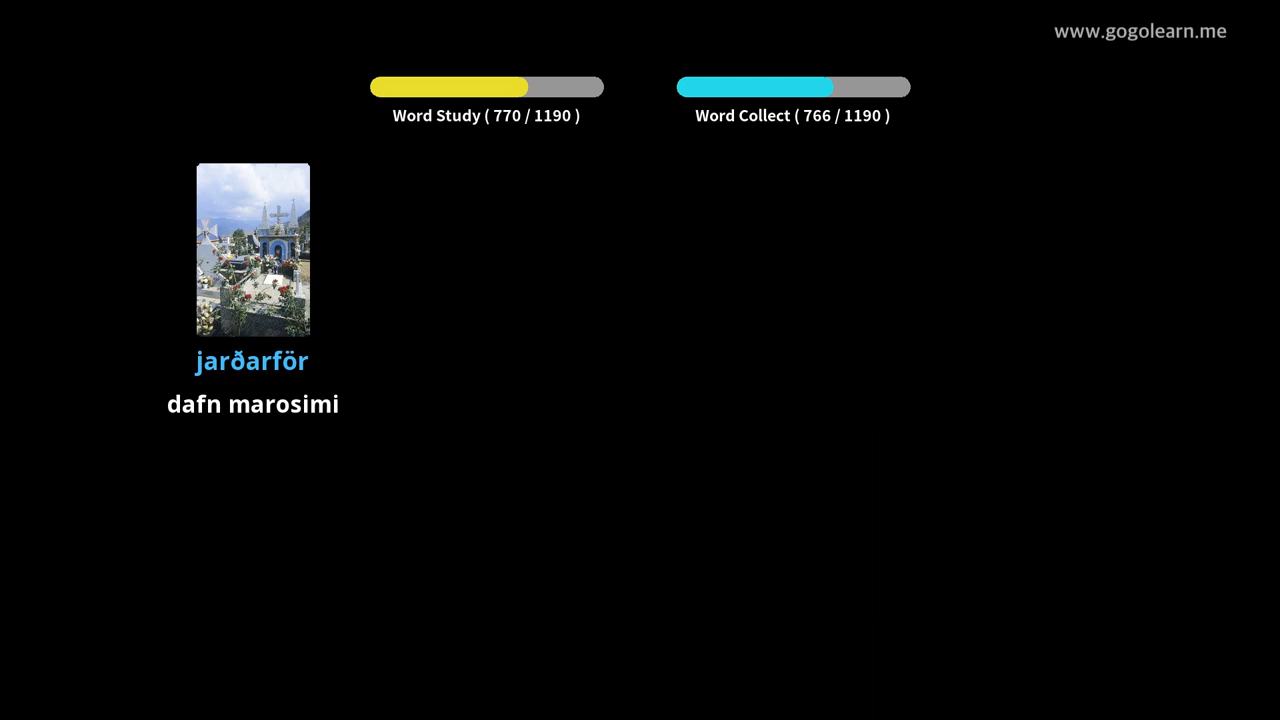 www.gogolearn.me
Word Study ( 770 / 1190 )
Word Collect ( 766 / 1190 )
jarðarför
dafn marosimi